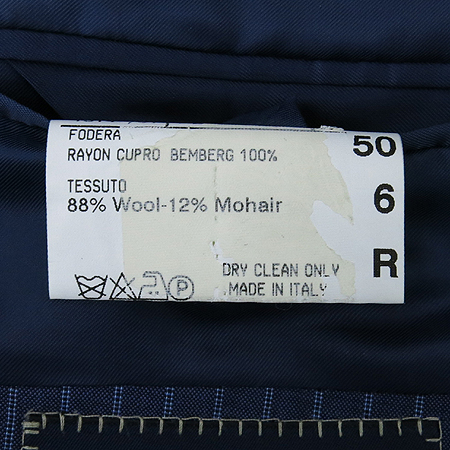 FODERA
RAYON CUPRO BEMBERG 100%
TESSUTO
88% Wool-12% Mohair
DRY CLEAN ONLY
MADE IN ITALY
P
50
6
R